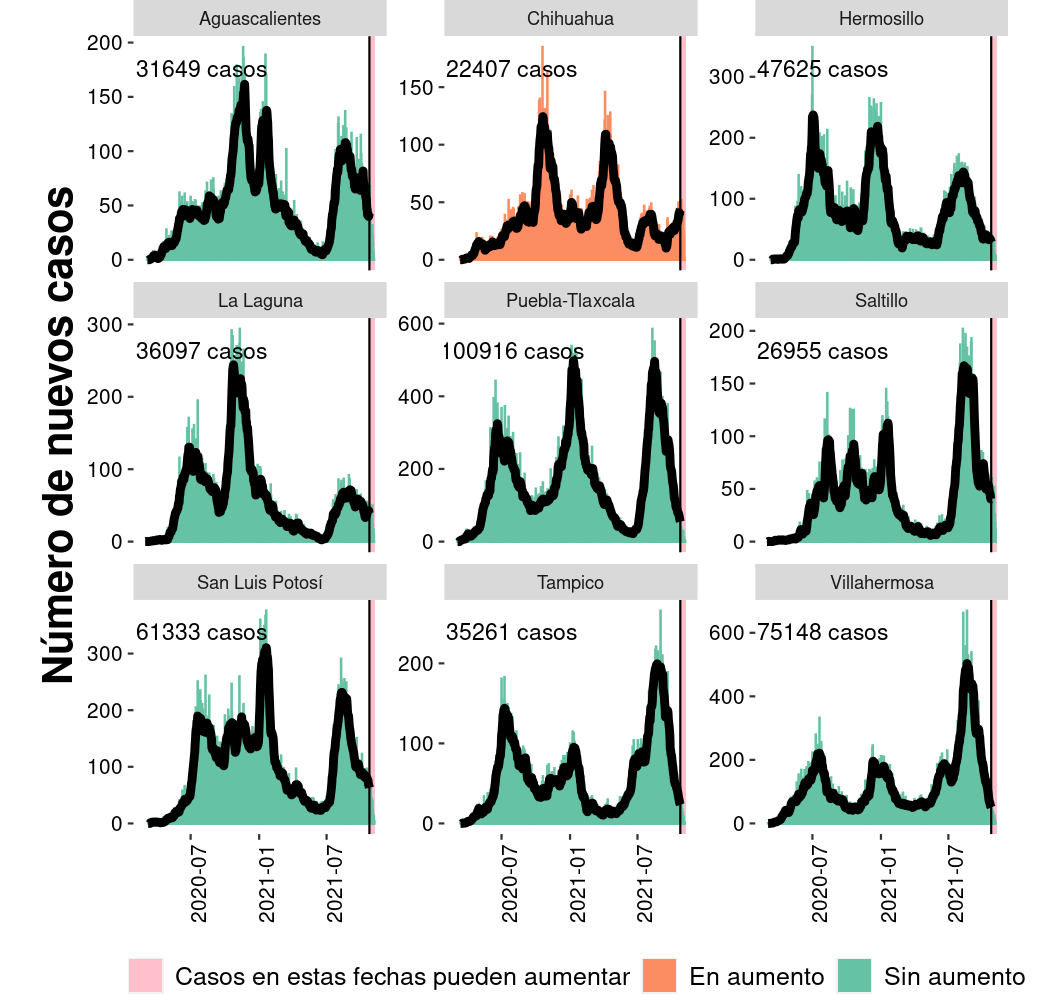 Número de nuevos casos
Aguascalientes
200
150
100
50
0
31649 casos
Chihuahua
150
100
50
0
22407 casos
Hermosillo
300
200
100
0
47625 casos
La Laguna
300
200
100
0
36097 casos
Puebla-Tlaxcala
600
400
200
0
100916 casos
Saltillo
200
150
100
50
0
26955 casos
San Luis Potosí
300
200
100
0
61333 casos
2020-07
2021-01
2021-07
Tampico
200
100
0
35261 casos
2020-07
2021-01
2021-07
Villahermosa
600
400
200
0
75148 casos
2020-07
2021-01
2021-07
Casos en estas fechas pueden aumentar
En aumento
Sin aumento